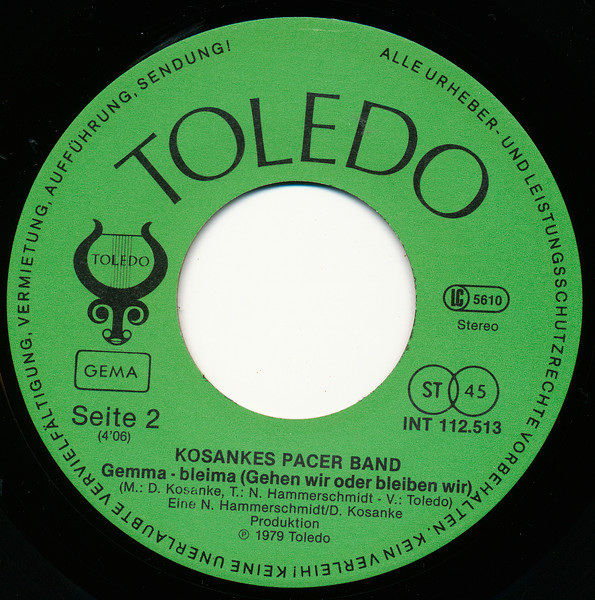 ALLE URHEBER- UND LEISTUNGSSCHUTZRECHTE VORBEHALTEN. KEIN VERLEIH! KEINE UNERLAUBTE VERVIELFÄLTIGUNG, VERMIETUNG, AUFFÜHRUNG, SENDUNG!
TOLEDO
TOLEDO
LC 5610
Stereo
GEMA
ST 45
INT 112.513
Seite 2
(4'06)
KOSANKES PACER BAND
Gemma - bleima (Gehen wir oder bleiben wir)
(M.: D. Kosanke, T.: N. Hammerschmidt - V.: Toledo)
Eine N. Hammerschmidt/D. Kosanke
Produktion
℗ 1979 Toledo